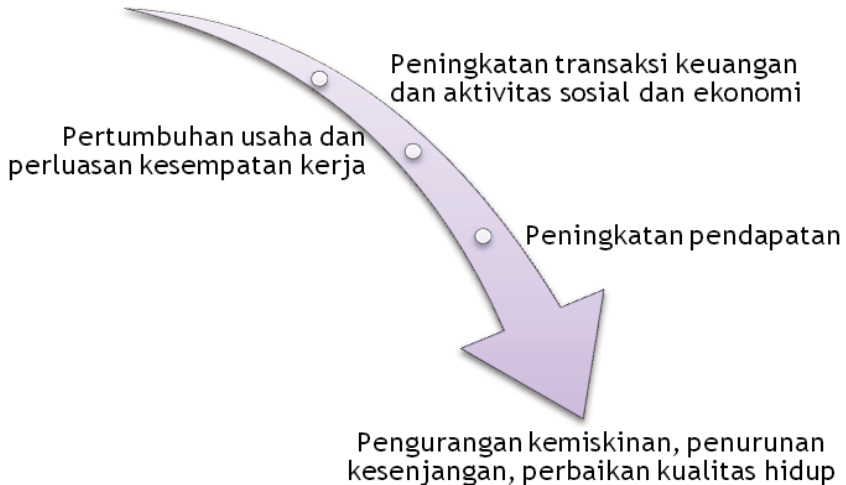 Peningkatan transaksi keuangan
dan aktivitas sosial dan ekonomi
Pertumbuhan usaha dan
perluasan kesempatan kerja
Peningkatan pendapatan
Pengurangan kemiskinan, penurunan
kesenjangan, perbaikan kualitas hidup